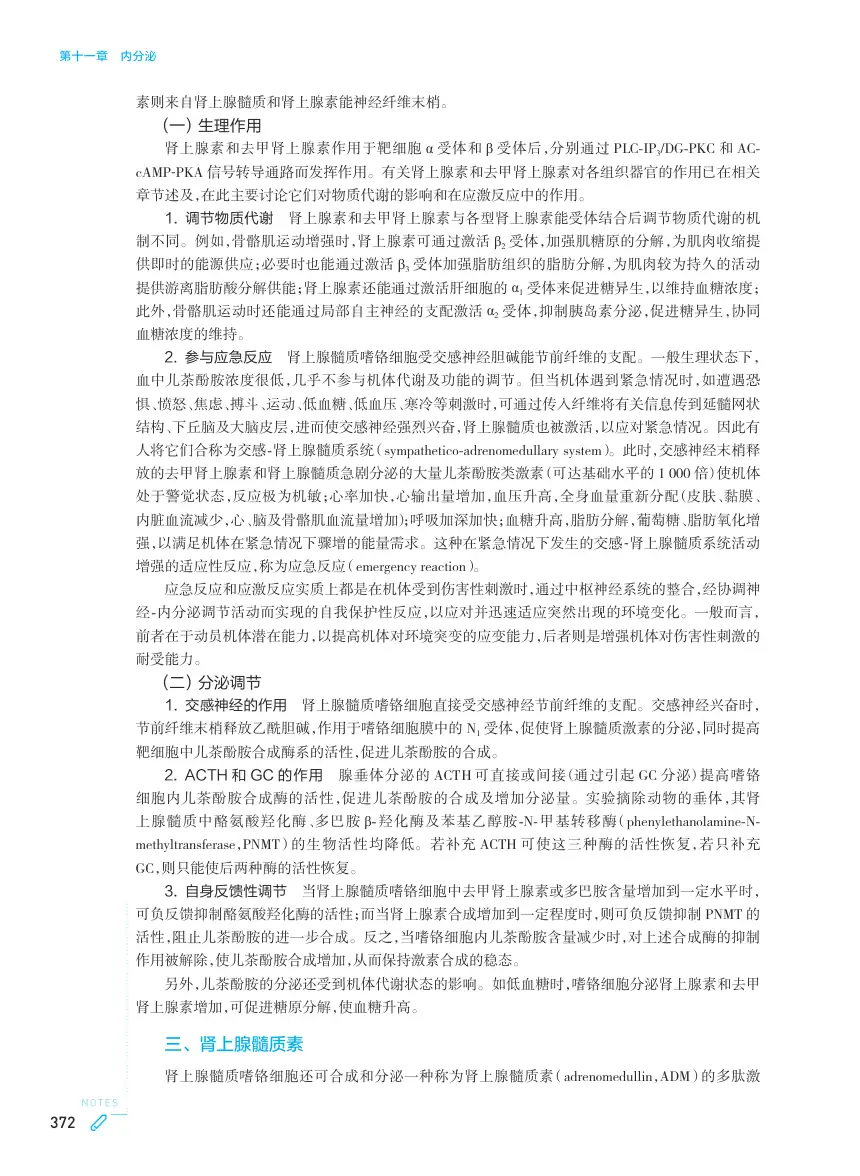 第十一章　内分泌
素则来自肾上腺髓质和肾上腺素能神经纤维末梢。
（一）生理作用
肾上腺素和去甲肾上腺素作用于靶细胞 α 受体和 β 受体后,分别通过 PLC-IP₃/DG-PKC 和 AC-
cAMP-PKA 信号转导通路而发挥作用。有关肾上腺素和去甲肾上腺素对各组织器官的作用已在相关
章节述及,在此主要讨论它们对物质代谢的影响和在应激反应中的作用。
1. 调节物质代谢　肾上腺素和去甲肾上腺素与各型肾上腺素能受体结合后调节物质代谢的机
制不同。例如,骨骼肌运动增强时,肾上腺素可通过激活 β₂ 受体,加强肌糖原的分解,为肌肉收缩提
供即时的能源供应;必要时也能通过激活 β₃ 受体加强脂肪组织的脂肪分解,为肌肉较为持久的活动
提供游离脂肪酸分解供能;肾上腺素还能通过激活肝细胞的 α₁ 受体来促进糖异生,以维持血糖浓度;
此外,骨骼肌运动时还能通过局部自主神经的支配激活 α₂ 受体,抑制胰岛素分泌,促进糖异生,协同
血糖浓度的维持。
2. 参与应急反应　肾上腺髓质嗜铬细胞受交感神经胆碱能节前纤维的支配。一般生理状态下,
血中儿茶酚胺浓度很低,几乎不参与机体代谢及功能的调节。但当机体遇到紧急情况时,如遭遇恐
惧、愤怒、焦虑、搏斗、运动、低血糖、低血压、寒冷等刺激时,可通过传入纤维将有关信息传到延髓网状
结构、下丘脑及大脑皮层,进而使交感神经强烈兴奋,肾上腺髓质也被激活,以应对紧急情况。因此有
人将它们合称为交感-肾上腺髓质系统（sympathetico-adrenomedullary system）。此时,交感神经末梢释
放的去甲肾上腺素和肾上腺髓质急剧分泌的大量儿茶酚胺类激素（可达基础水平的 1 000 倍）使机体
处于警觉状态,反应极为机敏;心率加快,心输出量增加,血压升高,全身血量重新分配（皮肤、黏膜、
内脏血流减少,心、脑及骨骼肌血流量增加）;呼吸加深加快;血糖升高,脂肪分解,葡萄糖、脂肪氧化增
强,以满足机体在紧急情况下骤增的能量需求。这种在紧急情况下发生的交感-肾上腺髓质系统活动
增强的适应性反应,称为应急反应（emergency reaction）。
应急反应和应激反应实质上都是在机体受到伤害性刺激时,通过中枢神经系统的整合,经协调神
经-内分泌调节活动而实现的自我保护性反应,以应对并迅速适应突然出现的环境变化。一般而言,
前者在于动员机体潜在能力,以提高机体对环境突变的应变能力,后者则是增强机体对伤害性刺激的
耐受能力。
（二）分泌调节
1. 交感神经的作用　肾上腺髓质嗜铬细胞直接受交感神经节前纤维的支配。交感神经兴奋时,
节前纤维末梢释放乙酰胆碱,作用于嗜铬细胞膜中的 N₁ 受体,促使肾上腺髓质激素的分泌,同时提高
靶细胞中儿茶酚胺合成酶系的活性,促进儿茶酚胺的合成。
2. ACTH 和 GC 的作用　腺垂体分泌的 ACTH 可直接或间接（通过引起 GC 分泌）提高嗜铬
细胞内儿茶酚胺合成酶的活性,促进儿茶酚胺的合成及增加分泌量。实验摘除动物的垂体,其肾
上腺髓质中酪氨酸羟化酶、多巴胺 β-羟化酶及苯基乙醇胺-N-甲基转移酶（phenylethanolamine-N-
methyltransferase,PNMT）的生物活性均降低。若补充 ACTH 可使这三种酶的活性恢复,若只补充
GC,则只能使后两种酶的活性恢复。
3. 自身反馈性调节　当肾上腺髓质嗜铬细胞中去甲肾上腺素或多巴胺含量增加到一定水平时,
可负反馈抑制酪氨酸羟化酶的活性;而当肾上腺素合成增加到一定程度时,则可负反馈抑制 PNMT 的
活性,阻止儿茶酚胺的进一步合成。反之,当嗜铬细胞内儿茶酚胺含量减少时,对上述合成酶的抑制
作用被解除,使儿茶酚胺合成增加,从而保持激素合成的稳态。
另外,儿茶酚胺的分泌还受到机体代谢状态的影响。如低血糖时,嗜铬细胞分泌肾上腺素和去甲
肾上腺素增加,可促进糖原分解,使血糖升高。
三、肾上腺髓质素
肾上腺髓质嗜铬细胞还可合成和分泌一种称为肾上腺髓质素（adrenomedullin,ADM）的多肽激
NOTES
372